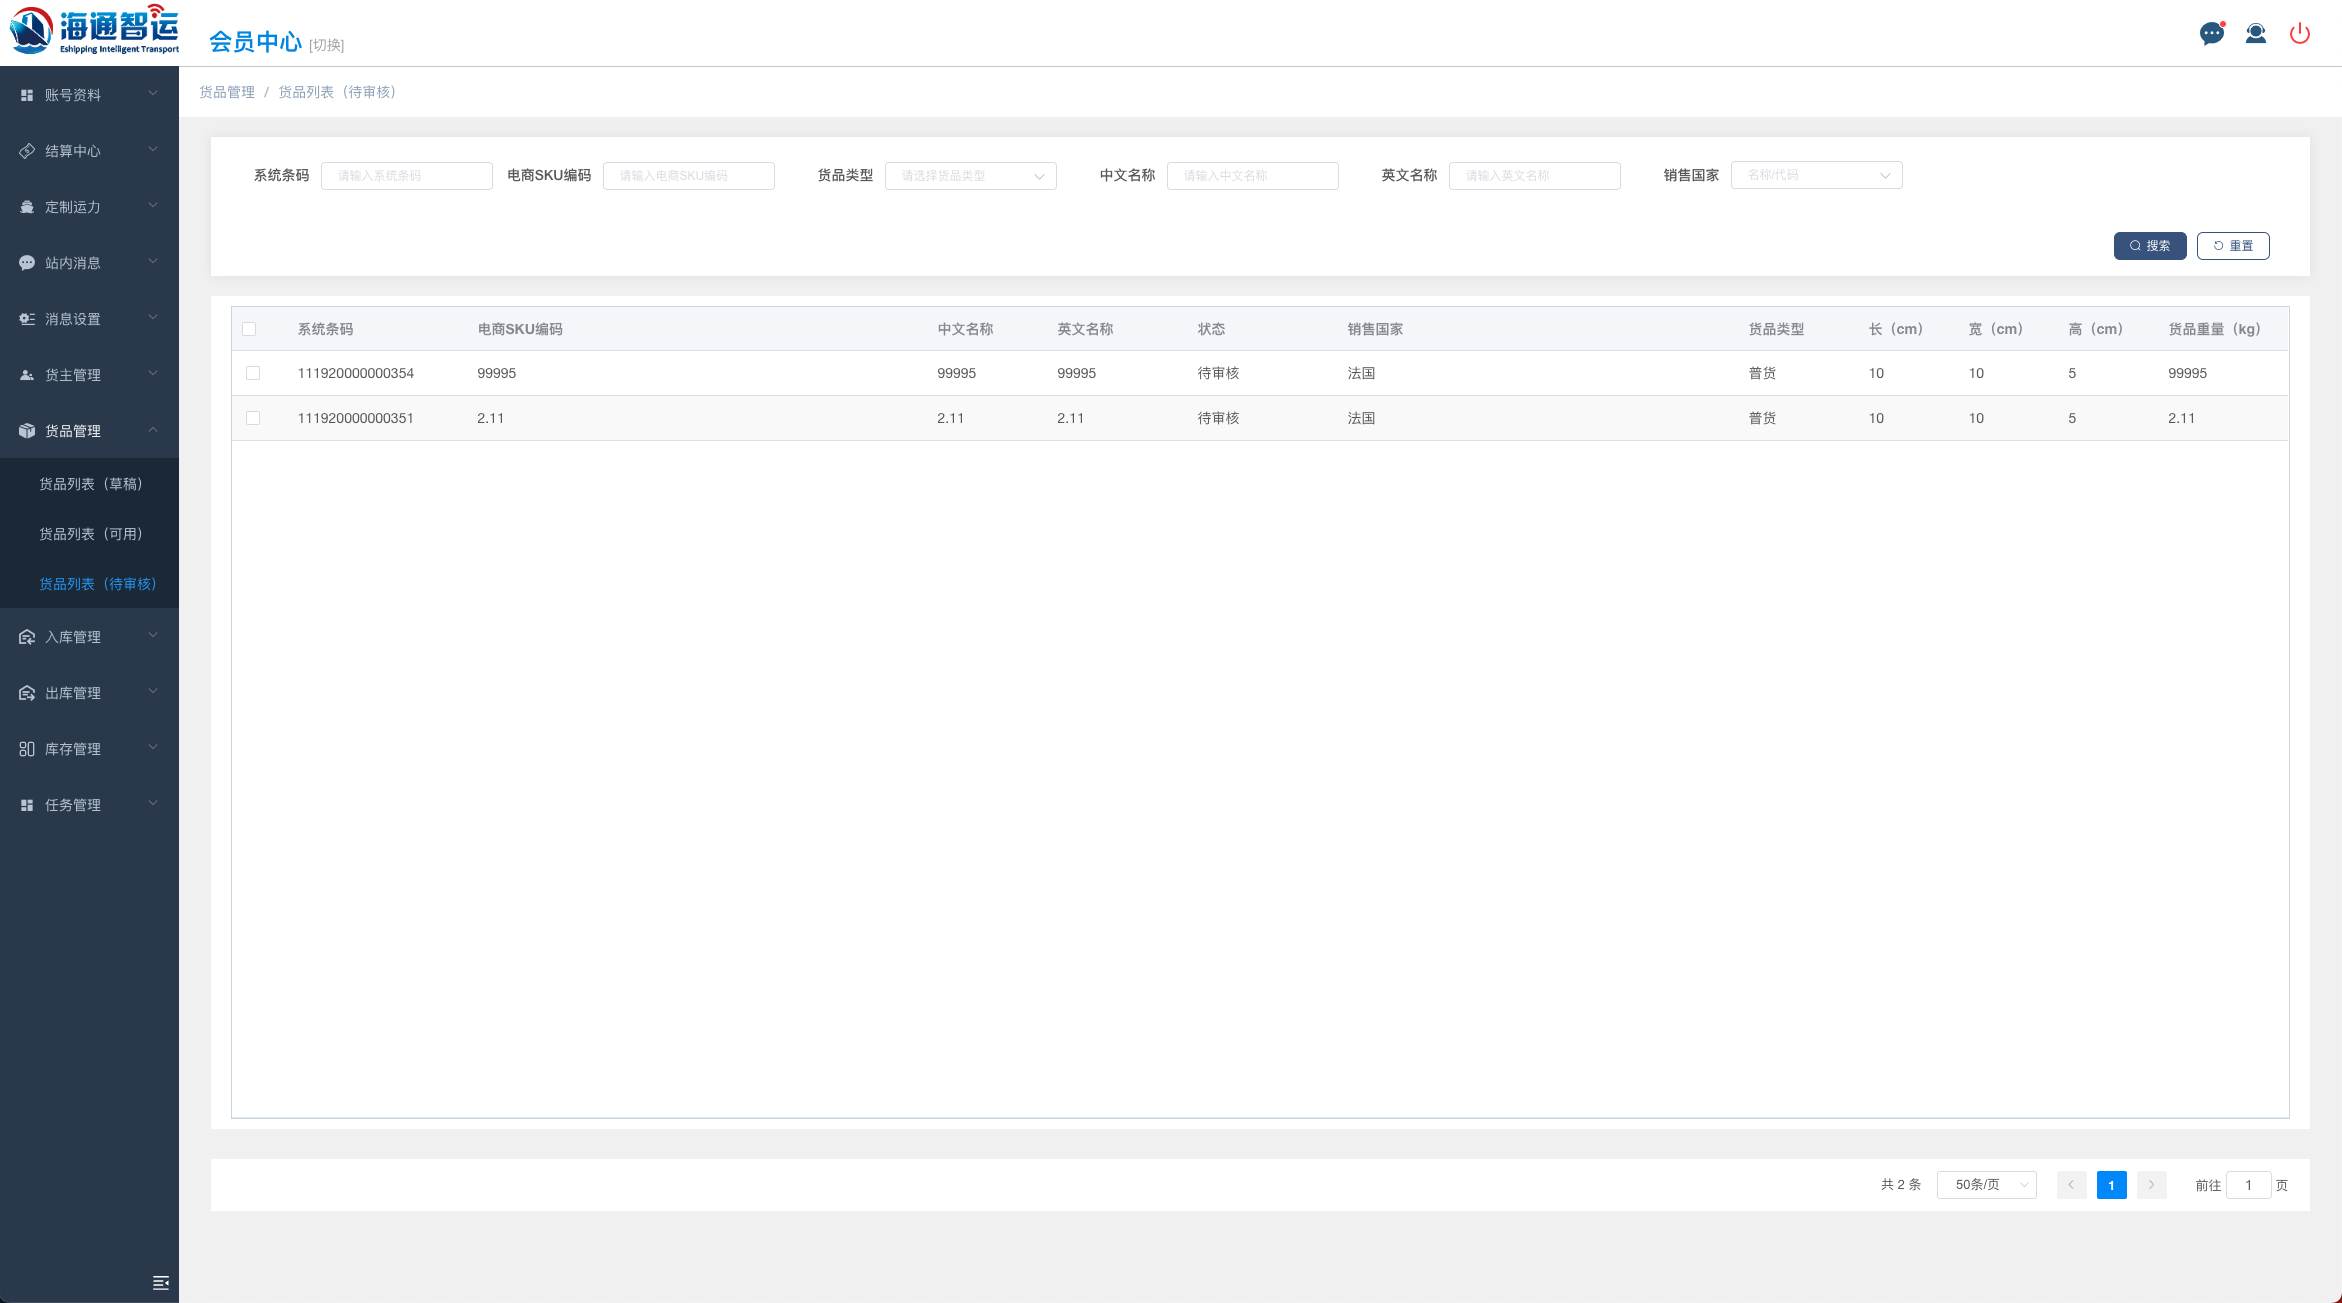 海通智运
Eshipping Intelligent Transport
会员中心 [切换]
货品管理 / 货品列表（待审核）
账号资料
结算中心
定制运力
站内消息
消息设置
货主管理
货品管理
货品列表（草稿）
货品列表（可用）
货品列表（待审核）
入库管理
出库管理
库存管理
任务管理
系统条码 请输入系统条码 电商SKU编码 请输入电商SKU编码 货品类型 请选择货品类型 中文名称 请输入中文名称 英文名称 请输入英文名称 销售国家 名称/代码
搜索 重置
系统条码 电商SKU编码 中文名称 英文名称 状态 销售国家 货品类型 长（cm） 宽（cm） 高（cm） 货品重量（kg）
111920000000354 99995 99995 99995 待审核 法国 普货 10 10 5 99995
111920000000351 2.11 2.11 2.11 待审核 法国 普货 10 10 5 2.11
共 2 条 50条/页 1 前往 1 页